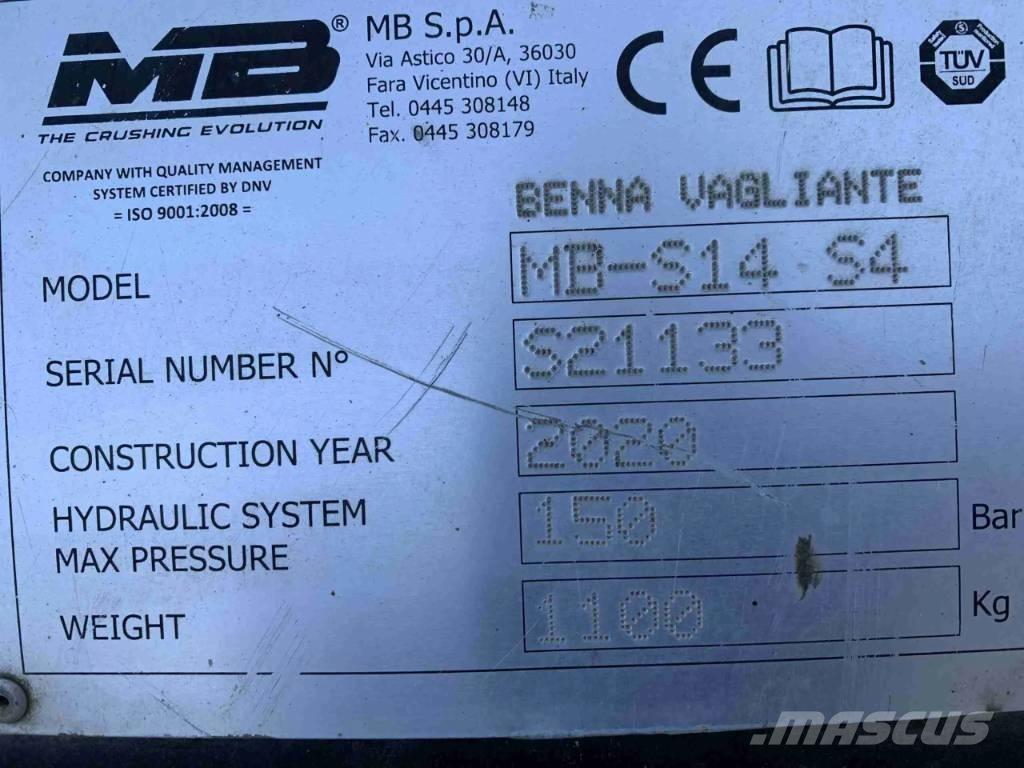 MB®
THE CRUSHING EVOLUTION
MB S.p.A.
Via Astico 30/A, 36030
Fara Vicentino (VI) Italy
Tel. 0445 308148
Fax. 0445 308179
CE
TÜV
SÜD
COMPANY WITH QUALITY MANAGEMENT
SYSTEM CERTIFIED BY DNV
= ISO 9001:2008 =
BENNA VAGLIANTE
MODEL MB-S14 S4
SERIAL NUMBER N° S21133
CONSTRUCTION YEAR 2020
HYDRAULIC SYSTEM
MAX PRESSURE 150 Bar
WEIGHT 1100 Kg
MASCUS